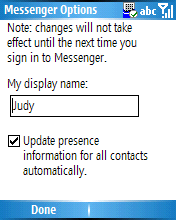 Messenger Options abc
Note: changes will not take
effect until the next time you
sign in to Messenger.
My display name:
Judy
Update presence
information for all contacts
automatically.
Done